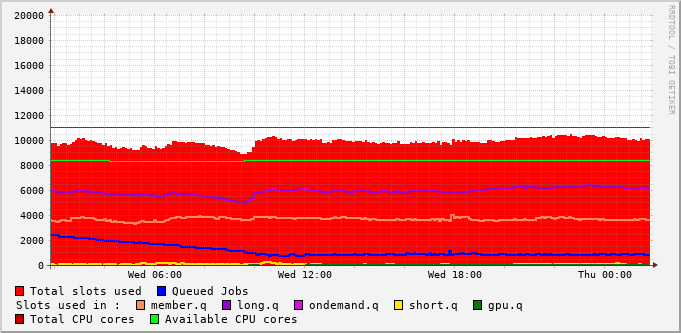 20000
18000
16000
14000
12000
10000
8000
6000
4000
2000
0
Wed 06:00 Wed 12:00 Wed 18:00 Thu 00:00
RRDTOOL / TOBI OETIKER
Total slots used Queued Jobs
Slots used in : member.q long.q ondemand.q short.q gpu.q
Total CPU cores Available CPU cores